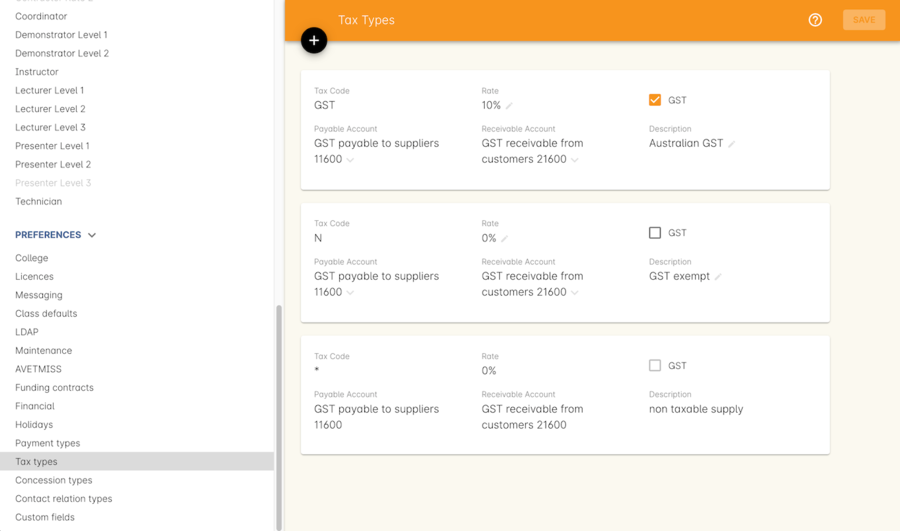 Coordinator
Demonstrator Level 1
Demonstrator Level 2
Instructor
Lecturer Level 1
Lecturer Level 2
Lecturer Level 3
Presenter Level 1
Presenter Level 2
Presenter Level 3
Technician
PREFERENCES
College
Licences
Messaging
Class defaults
LDAP
Maintenance
AVETMISS
Funding contracts
Financial
Holidays
Payment types
Tax types
Concession types
Contact relation types
Custom fields
Tax Types
SAVE
Tax Code
Rate
GST
10%
GST
Payable Account
Receivable Account
Description
GST payable to suppliers
GST receivable from
Australian GST
11600
customers 21600
Tax Code
Rate
N
0%
GST
Payable Account
Receivable Account
Description
GST payable to suppliers
GST receivable from
GST exempt
11600
customers 21600
Tax Code
Rate
*
0%
GST
Payable Account
Receivable Account
Description
GST payable to suppliers
GST receivable from
non taxable supply
11600
customers 21600